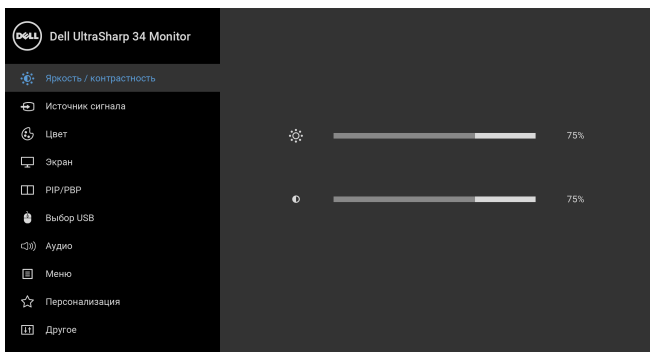 DELL
Dell UltraSharp 34 Monitor
Яркость / контрастность
Источник сигнала
Цвет
75%
Экран
PIP/PBP
75%
Выбор USB
Аудио
Меню
Персонализация
Другое